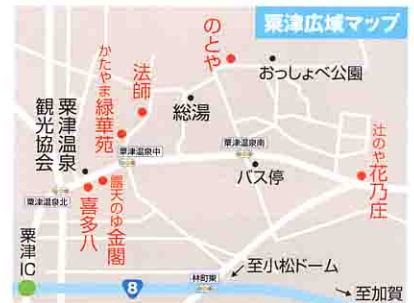 粟津広域マップ
のとや
おっしょべ公園
法師
かたやま緑華苑
総湯
粟津温泉
観光協会
粟津温泉中
粟津温泉南
辻のや花乃庄
バス停
露天のゆ金閣
喜多八
粟津温泉北
粟津IC
8
林町東
至小松ドーム
至加賀